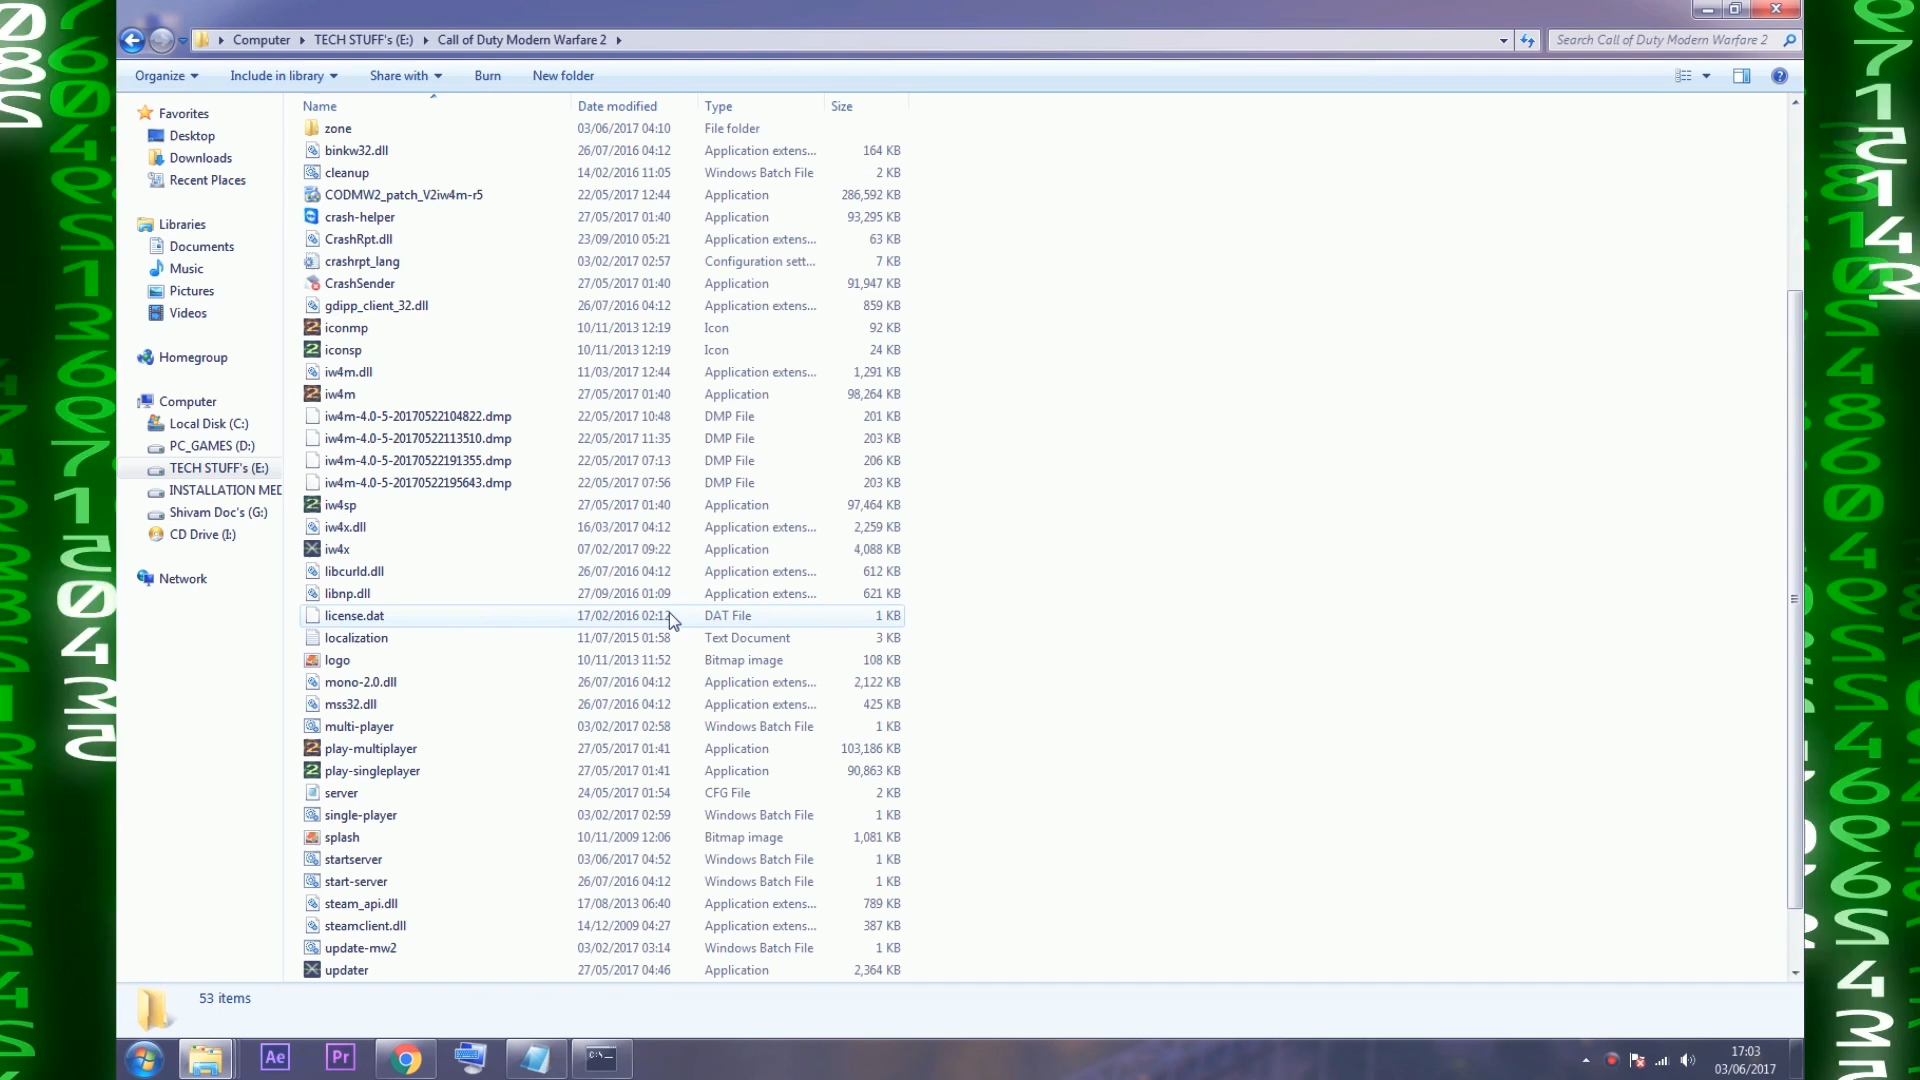 Computer TECH STUFF's (E:) Call of Duty Modern Warfare 2 Search Call of Duty Modern Warfare 2
Organize Include in library Share with Burn New folder
Favorites
Desktop
Downloads
Recent Places
Libraries
Documents
Music
Pictures
Videos
Homegroup
Computer
Local Disk (C:)
PC_GAMES (D:)
TECH STUFF's (E:)
INSTALLATION MED
Shivam Doc's (G:)
CD Drive (I:)
Network
Name Date modified Type Size
zone 03/06/2017 04:10 File folder
binkw32.dll 26/07/2016 04:12 Application extens... 164 KB
cleanup 14/02/2016 11:05 Windows Batch File 2 KB
CODMW2_patch_V2iw4m-r5 22/05/2017 12:44 Application 286,592 KB
crash-helper 27/05/2017 01:40 Application 93,295 KB
CrashRpt.dll 23/09/2010 05:21 Application extens... 63 KB
crashrpt_lang 03/02/2017 02:57 Configuration sett... 7 KB
CrashSender 27/05/2017 01:40 Application 91,947 KB
gdipp_client_32.dll 26/07/2016 04:12 Application extens... 859 KB
iconmp 10/11/2013 12:19 Icon 92 KB
iconsp 10/11/2013 12:19 Icon 24 KB
iw4m.dll 11/03/2017 12:44 Application extens... 1,291 KB
iw4m 27/05/2017 01:40 Application 98,264 KB
iw4m-4.0-5-20170522104822.dmp 22/05/2017 10:48 DMP File 201 KB
iw4m-4.0-5-20170522113510.dmp 22/05/2017 11:35 DMP File 203 KB
iw4m-4.0-5-20170522191355.dmp 22/05/2017 07:13 DMP File 206 KB
iw4m-4.0-5-20170522195643.dmp 22/05/2017 07:56 DMP File 203 KB
iw4sp 27/05/2017 01:40 Application 97,464 KB
iw4x.dll 16/03/2017 04:12 Application extens... 2,259 KB
iw4x 07/02/2017 09:22 Application 4,088 KB
libcurld.dll 26/07/2016 04:12 Application extens... 612 KB
libnp.dll 27/09/2016 01:09 Application extens... 621 KB
license.dat 17/02/2016 02:12 DAT File 1 KB
localization 11/07/2015 01:58 Text Document 3 KB
logo 10/11/2013 11:52 Bitmap image 108 KB
mono-2.0.dll 26/07/2016 04:12 Application extens... 2,122 KB
mss32.dll 26/07/2016 04:12 Application extens... 425 KB
multi-player 03/02/2017 02:58 Windows Batch File 1 KB
play-multiplayer 27/05/2017 01:41 Application 103,186 KB
play-singleplayer 27/05/2017 01:41 Application 90,863 KB
server 24/05/2017 01:54 CFG File 2 KB
single-player 03/02/2017 02:59 Windows Batch File 1 KB
splash 10/11/2009 12:06 Bitmap image 1,081 KB
startserver 03/06/2017 04:52 Windows Batch File 1 KB
start-server 26/07/2016 04:12 Windows Batch File 1 KB
steam_api.dll 17/08/2013 06:40 Application extens... 789 KB
steamclient.dll 14/12/2009 04:27 Application extens... 387 KB
update-mw2 03/02/2017 03:14 Windows Batch File 1 KB
updater 27/05/2017 04:46 Application 2,364 KB
53 items
Ae Pr
17:03
03/06/2017